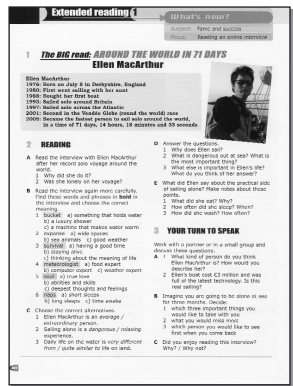 Extended reading 1
What's new?
Subject: Fame and success
Focus: Reading an online interview
1 The BIG read: AROUND THE WORLD IN 71 DAYS
Ellen MacArthur
Ellen MacArthur
1976: Born on July 8 in Derbyshire, England
1980: First went sailing with her aunt
1988: Bought her first boat
1995: Sailed solo around Britain
1997: Sailed solo across the Atlantic
2001: Second in the Vendée Globe (round the world) race
2005: Became the fastest person to sail solo around the world,
in a time of 71 days, 14 hours, 18 minutes and 33 seconds
2 READING
A Read the interview with Ellen MacArthur
after her record solo voyage around the
world.
1 Why did she do it?
2 Was she lonely on her voyage?
B Read the interview again more carefully.
Find these words and phrases in bold in
the interview and choose the correct
meaning.
1 bucket a) something that holds water
b) a luxury shower
c) a machine that makes water warm
2 expanse a) wide spaces
b) sea animals c) good weather
3 survival a) having a good time
b) staying alive
c) thinking about the meaning of life
4 meteorologist a) food expert
b) computer expert c) weather expert
5 soul a) true love
b) abilities and skills
c) deepest thoughts and feelings
6 naps a) short sleeps
b) long sleeps c) time awake
C Choose the correct alternatives.
1 Ellen MacArthur is an average /
extraordinary person.
2 Sailing alone is a dangerous / relaxing
experience.
3 Daily life on the water is very different
from / quite similar to life on land.
D Answer the questions.
1 Why does Ellen sail?
2 What is dangerous out at sea? What is
the most important thing?
3 What else is important in Ellen's life?
What do you think of her answer?
E What did Ellen say about the practical side
of sailing alone? Make notes about these
points.
1 What did she eat? Why?
2 How often did she sleep? When?
3 How did she wash? How often?
3 YOUR TURN TO SPEAK
Work with a partner or in a small group and
discuss these questions:
A 1 What kind of person do you think
Ellen MacArthur is? How would you
describe her?
2 Ellen's boat cost €3 million and was
full of the latest technology. Is this
real sailing?
B Imagine you are going to be alone at sea
for three months. Decide:
1 which three important things you
would like to take with you
2 what you would miss most
3 which person you would like to see
first when you come back
C Did you enjoy reading this interview?
Why? / Why not?